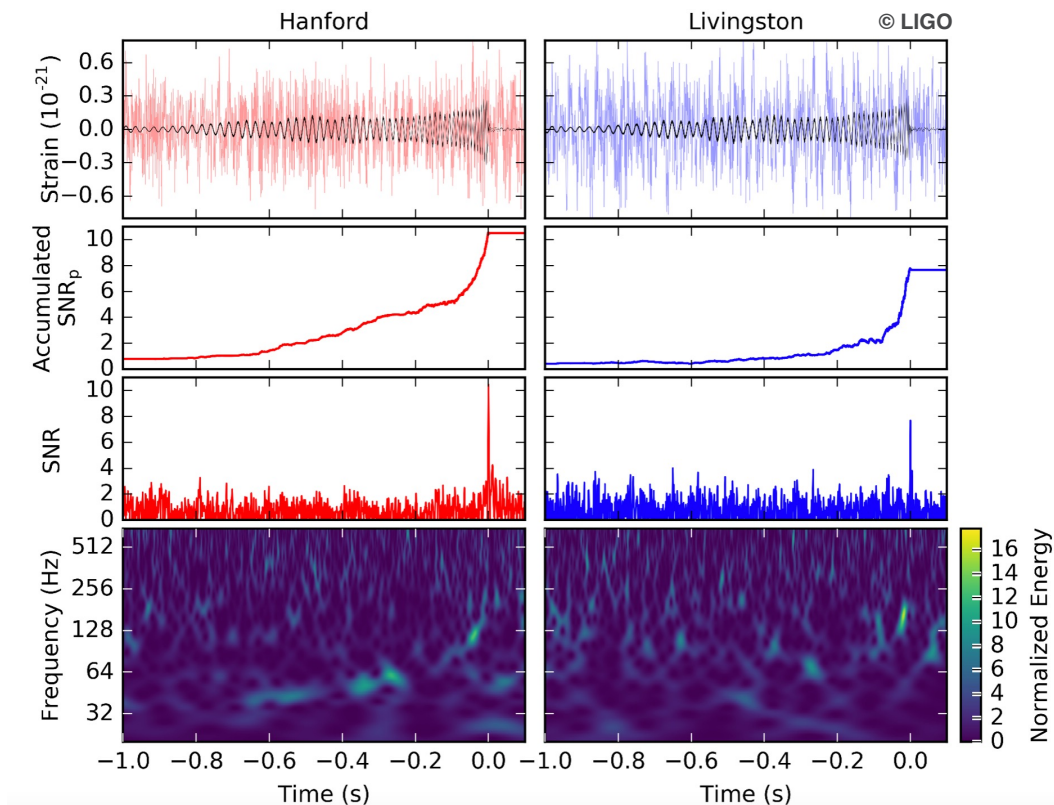 Hanford
Livingston
© LIGO
Strain (10⁻²¹)
0.6
0.3
0.0
−0.3
−0.6
Accumulated
SNRₚ
10
8
6
4
2
0
SNR
10
8
6
4
2
0
Frequency (Hz)
512
256
128
64
32
−1.0 −0.8 −0.6 −0.4 −0.2 0.0
Time (s)
−1.0 −0.8 −0.6 −0.4 −0.2 0.0
Time (s)
16
14
12
10
8
6
4
2
0
Normalized Energy